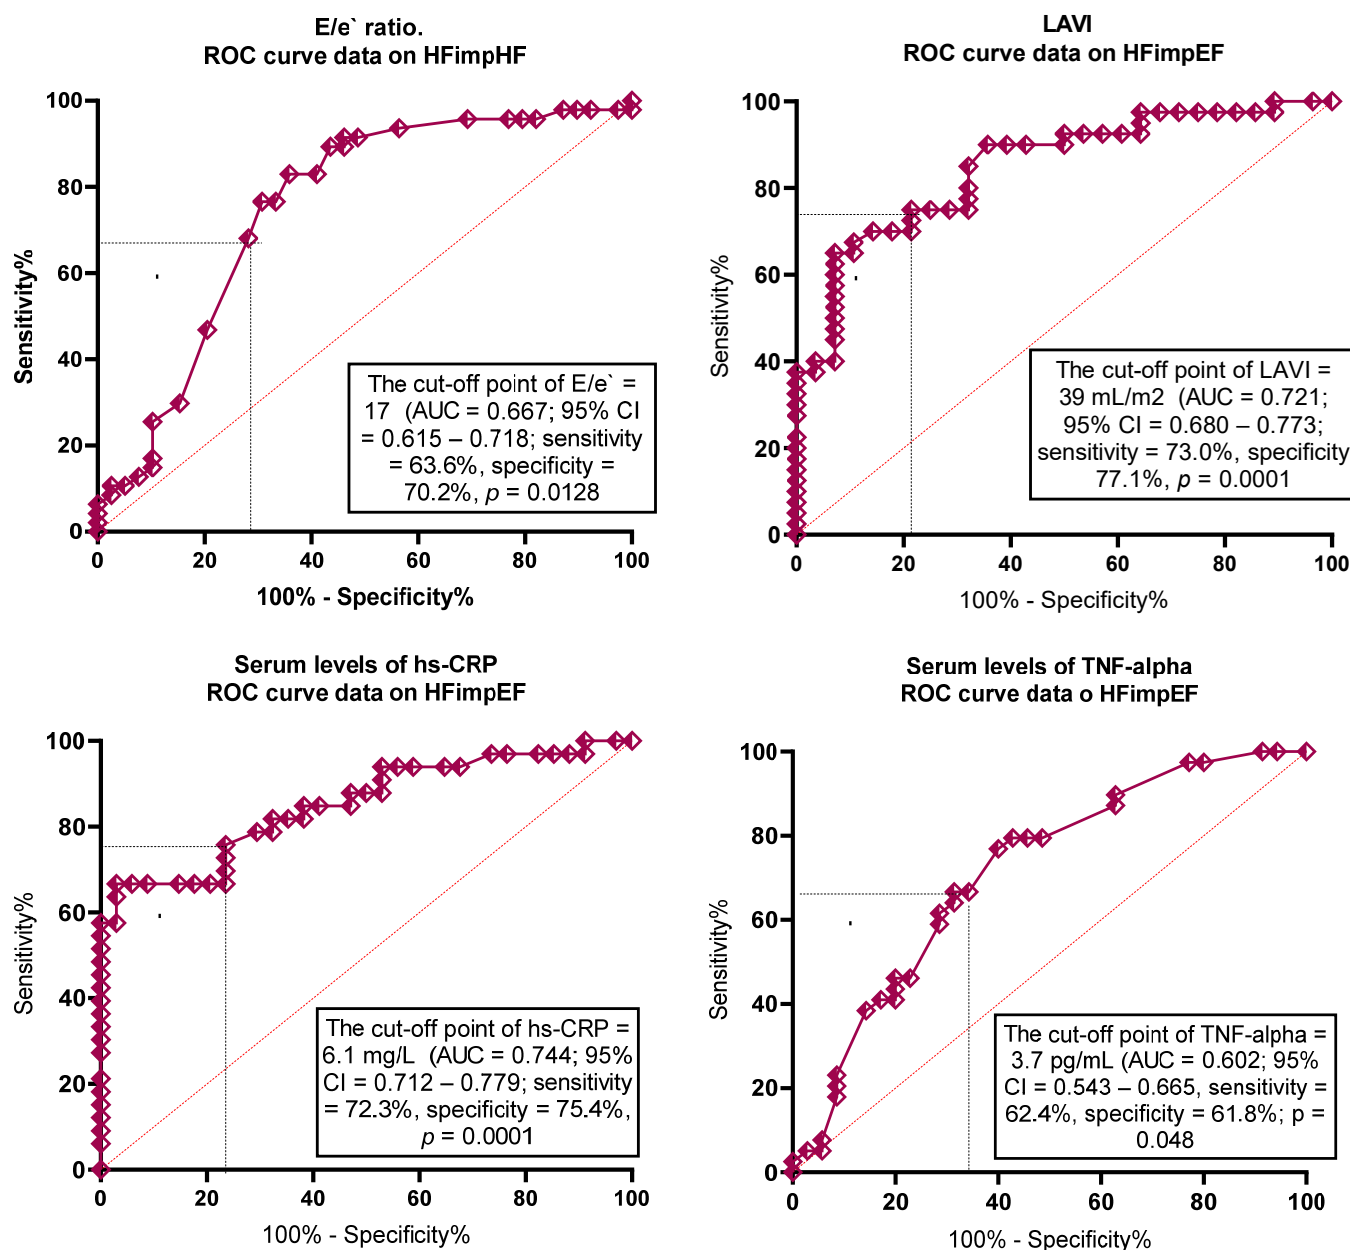 E/e` ratio.
ROC curve data on HFimpHF
100
80
60
40
20
0
Sensitivity%
0 20 40 60 80 100
100% - Specificity%
The cut-off point of E/e` =
17 (AUC = 0.667; 95% CI
= 0.615 – 0.718; sensitivity
= 63.6%, specificity =
70.2%, p = 0.0128
LAVI
ROC curve data on HFimpEF
100
80
60
40
20
0
Sensitivity%
0 20 40 60 80 100
100% - Specificity%
The cut-off point of LAVI =
39 mL/m2 (AUC = 0.721;
95% CI = 0.680 – 0.773;
sensitivity = 73.0%, specificity
77.1%, p = 0.0001
Serum levels of hs-CRP
ROC curve data on HFimpEF
100
80
60
40
20
0
Sensitivity%
0 20 40 60 80 100
100% - Specificity%
The cut-off point of hs-CRP =
6.1 mg/L (AUC = 0.744; 95%
CI = 0.712 – 0.779; sensitivity
= 72.3%, specificity = 75.4%,
p = 0.0001
Serum levels of TNF-alpha
ROC curve data o HFimpEF
100
80
60
40
20
0
Sensitivity%
0 20 40 60 80 100
100% - Specificity%
The cut-off point of TNF-alpha =
3.7 pg/mL (AUC = 0.602; 95%
CI = 0.543 – 0.665, sensitivity =
62.4%, specificity = 61.8%; p =
0.048